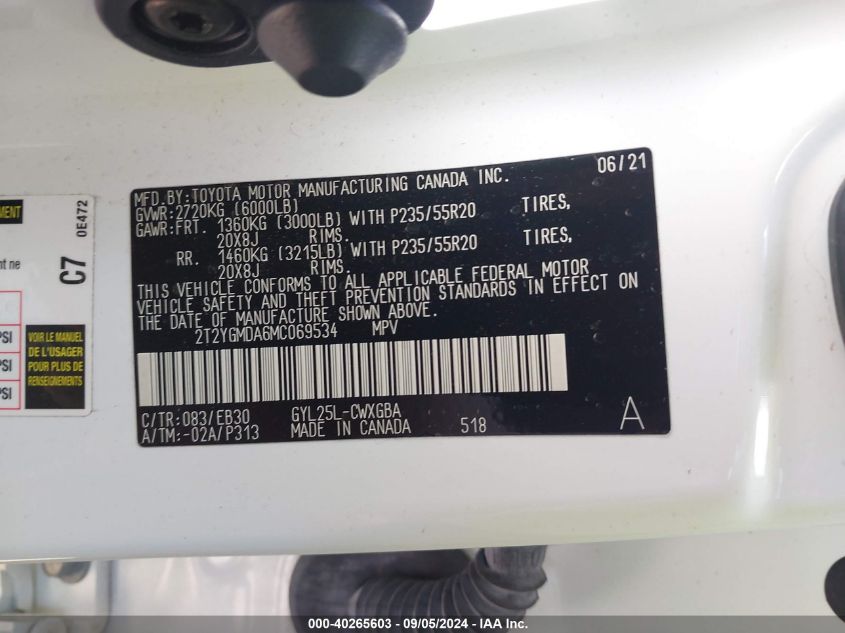 MFD.BY:TOYOTA MOTOR MANUFACTURING CANADA INC. 06/21
GVWR:2720KG (6000LB)
GAWR:FRT. 1360KG (3000LB) WITH P235/55R20 TIRES,
20X8J RIMS.
RR. 1460KG (3215LB) WITH P235/55R20 TIRES,
20X8J RIMS.
THIS VEHICLE CONFORMS TO ALL APPLICABLE FEDERAL MOTOR
VEHICLE SAFETY AND THEFT PREVENTION STANDARDS IN EFFECT ON
THE DATE OF MANUFACTURE SHOWN ABOVE.
2T2YGMDA6MC069534 MPV
C/TR:083/EB30 GYL25L-CWXGBA
A/TM:-02A/P313 MADE IN CANADA 518 A
EMENT
nt ne
C7
0E472
PSI
PSI
PSI
VOIR LE MANUEL
DE L'USAGER
POUR PLUS DE
RENSEIGNEMENTS
000-40265603 - 09/05/2024 - IAA Inc.